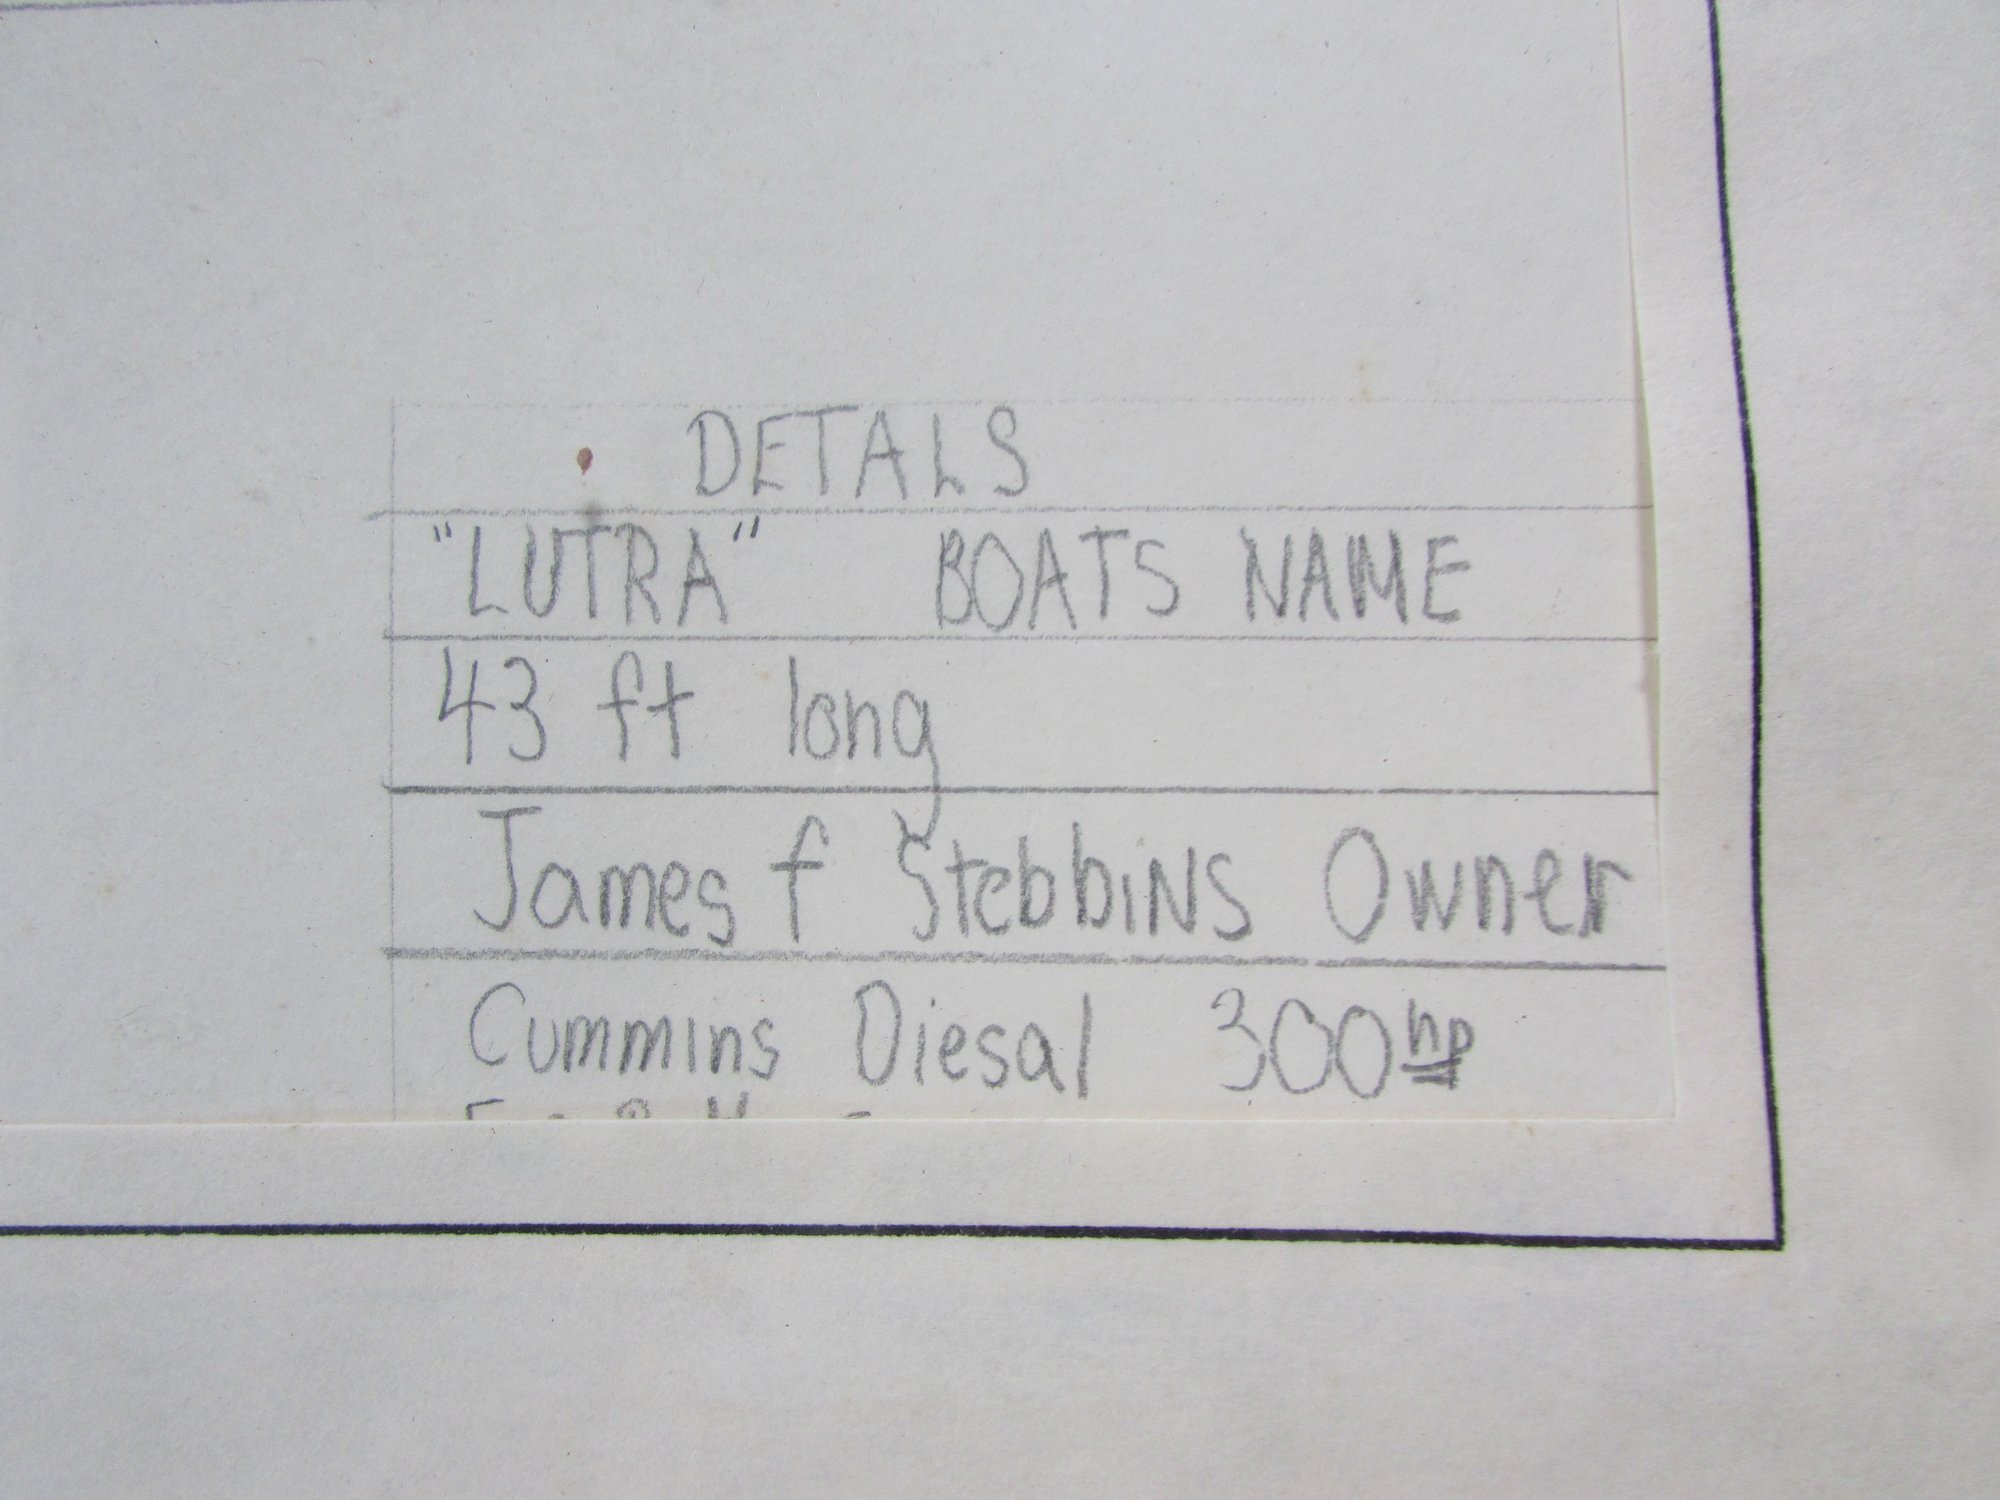 DETALS
"LUTRA" BOATS NAME
43 ft long
James f Stebbins Owner
Cummins Diesal 300hp